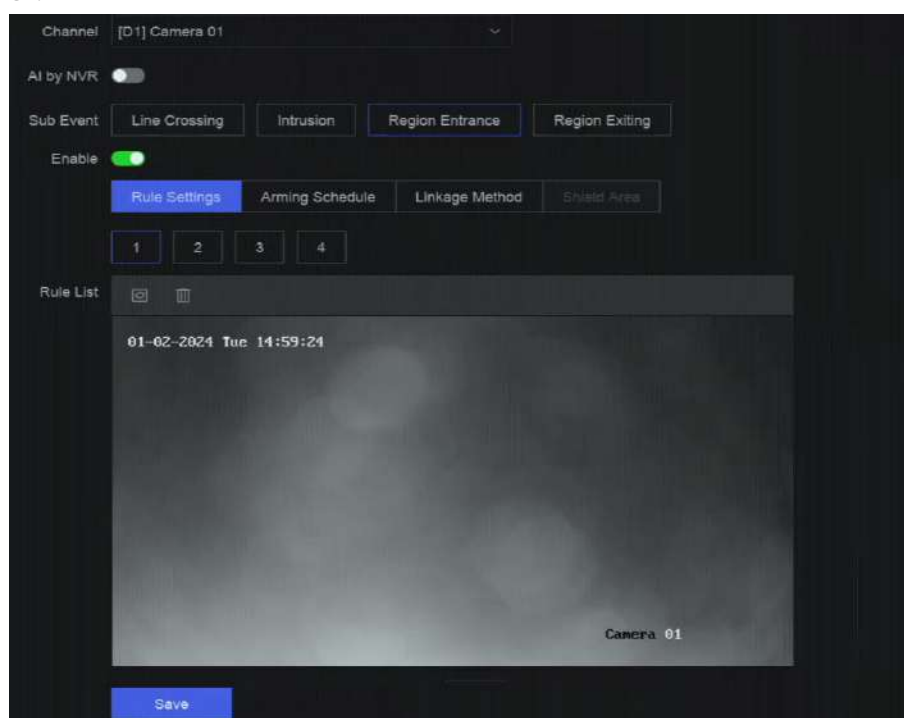 Channel [D1] Camera 01
AI by NVR
Sub Event Line Crossing Intrusion Region Entrance Region Exiting
Enable
Rule Settings Arming Schedule Linkage Method Shield Area
1 2 3 4
Rule List
01-02-2024 Tue 14:59:24
Camera 01
Save